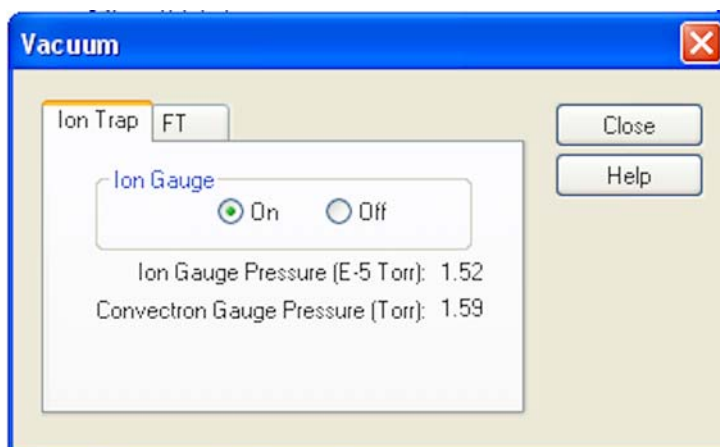 Vacuum
Ion Trap FT
Close
Help
Ion Gauge
On Off
Ion Gauge Pressure (E-5 Torr): 1.52
Convectron Gauge Pressure (Torr): 1.59